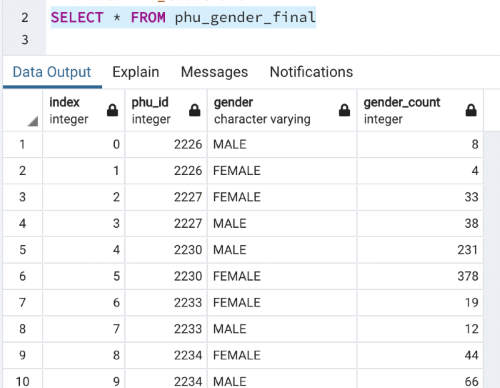 2 SELECT * FROM phu_gender_final
3
Data Output Explain Messages Notifications
index phu_id gender gender_count
integer integer character varying integer
1 0 2226 MALE 8
2 1 2226 FEMALE 4
3 2 2227 FEMALE 33
4 3 2227 MALE 38
5 4 2230 MALE 231
6 5 2230 FEMALE 378
7 6 2233 FEMALE 19
8 7 2233 MALE 12
9 8 2234 FEMALE 44
10 9 2234 MALE 66